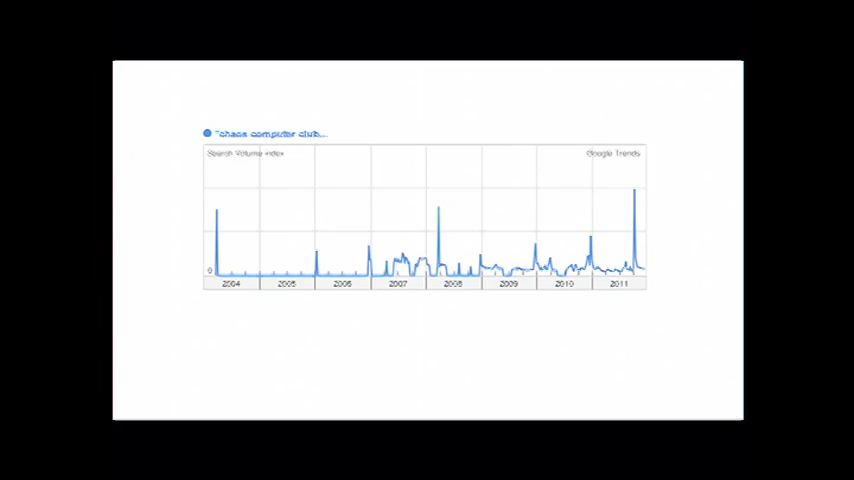 "chaos computer club...
Search Volume Index
Google Trends
0
2004 2005 2006 2007 2008 2009 2010 2011